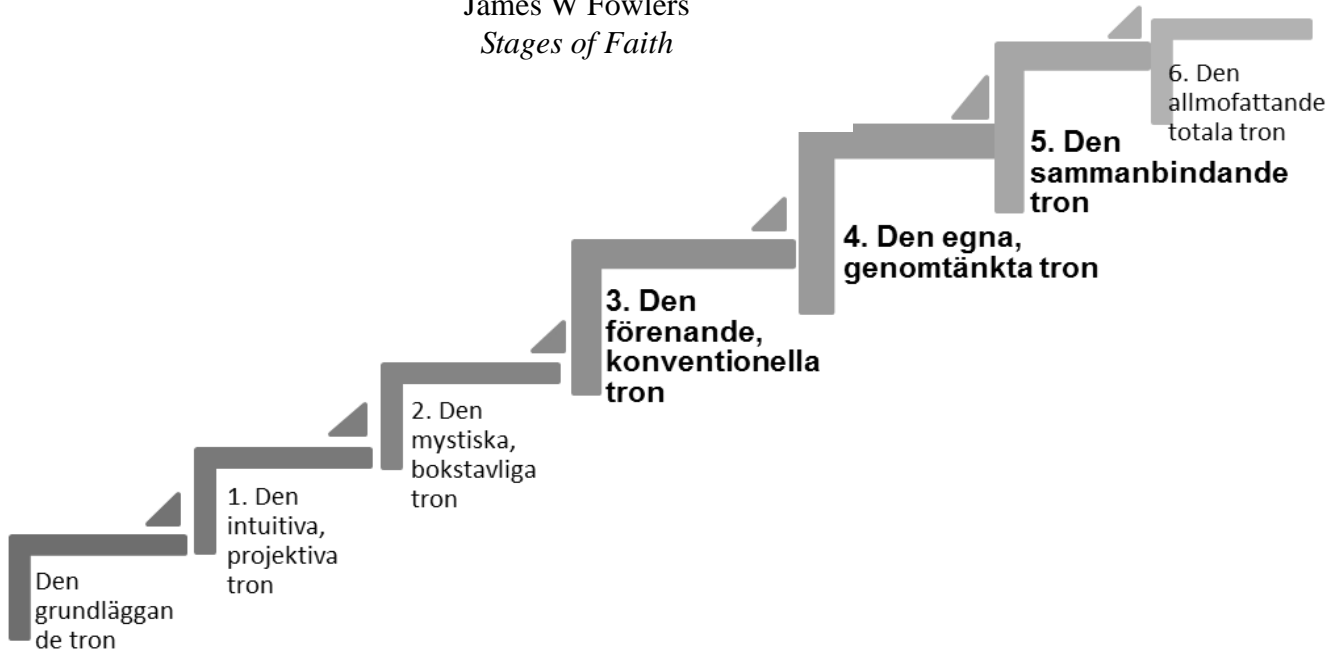 James W Fowlers
Stages of Faith
Den
grundläggan
de tron
1. Den
intuitiva,
projektiva
tron
2. Den
mystiska,
bokstavliga
tron
3. Den
förenande,
konventionella
tron
4. Den egna,
genomtänkta tron
5. Den
sammanbindande
tron
6. Den
allmofattande
totala tron